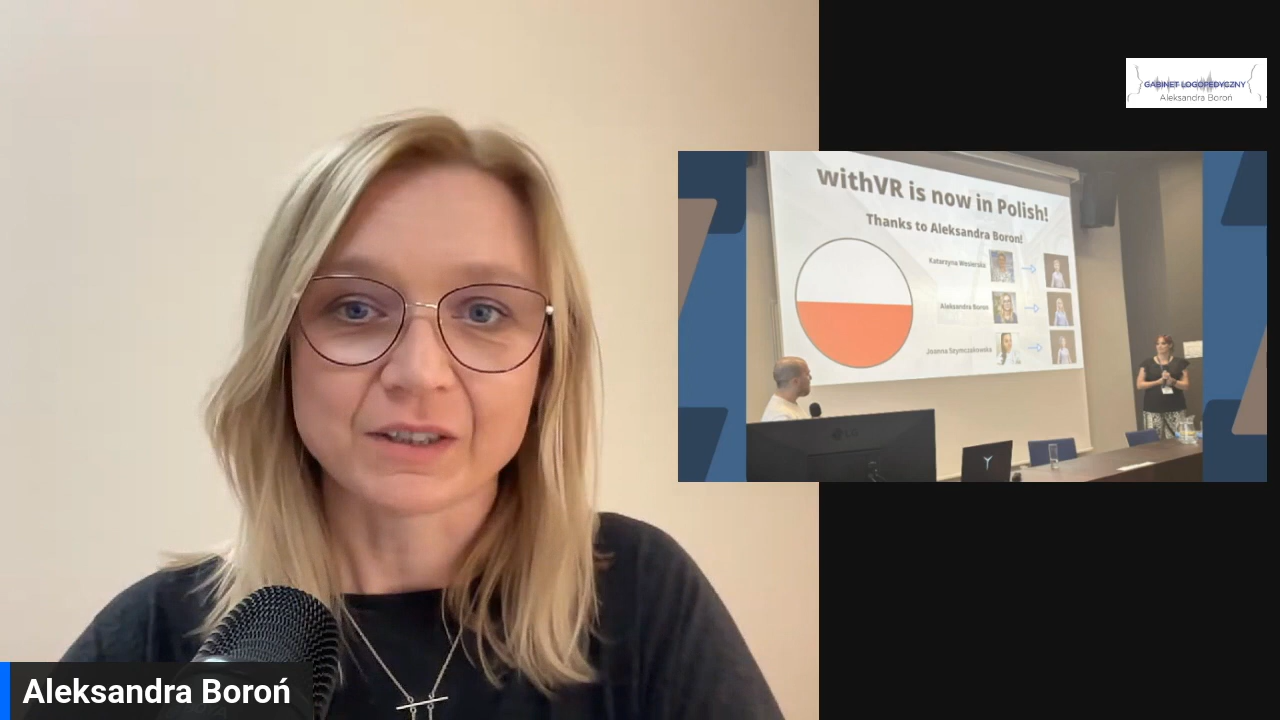 GABINET LOGOPEDYCZNY
Aleksandra Boroń
withVR is now in Polish!
Thanks to Aleksandra Boron!
Katarzyna Wesierska
Aleksandra Boron
Joanna Szymczakowska
LG
Aleksandra Boroń